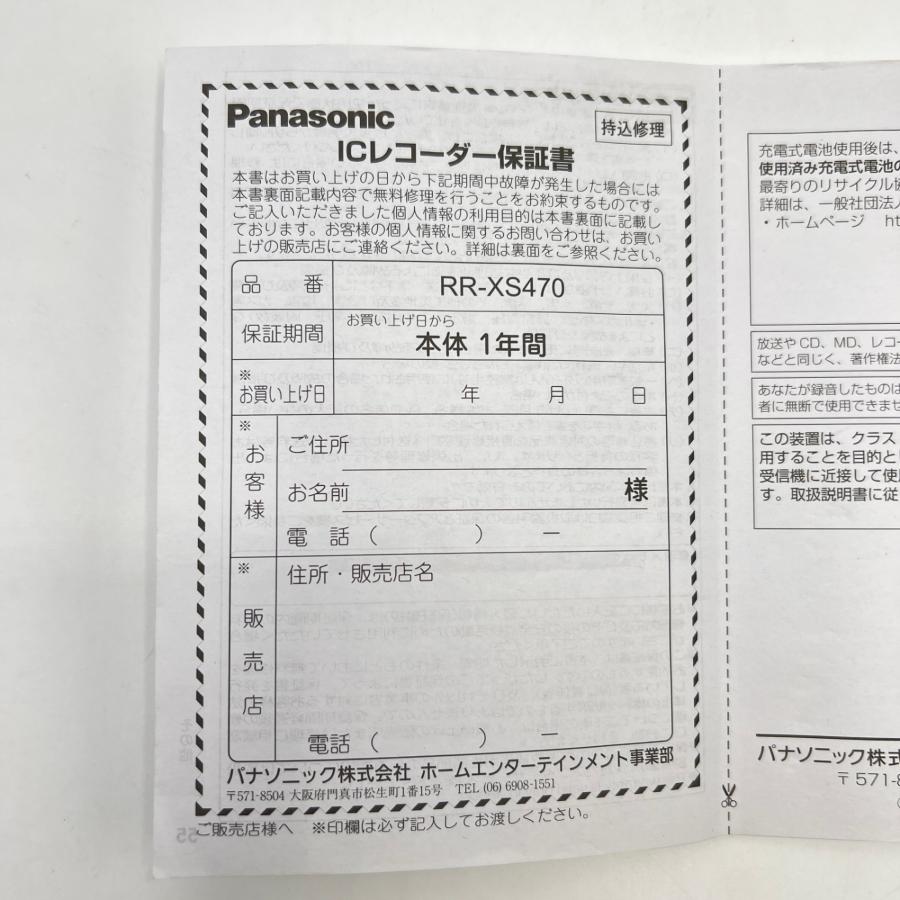 Panasonic
持込修理
ICレコーダー保証書
本書はお買い上げの日から下記期間中故障が発生した場合には
本書裏面記載内容で無料修理を行うことをお約束するものです。
ご記入いただきました個人情報の利用目的は本書裏面に記載し
ております。お客様の個人情報に関するお問い合わせは、お買い
上げの販売店にご連絡ください。詳細は裏面をご参照ください。
品 番 RR-XS470
保証期間 お買い上げ日から
本体 1年間
※
お買い上げ日 年 月 日
※
お客様
ご住所
お名前 様
電 話 ( ) ー
※
販売店
住所・販売店名
電話 ( ) ー
パナソニック株式会社 ホームエンターテインメント事業部
〒571-8504 大阪府門真市松生町1番15号 TEL (06) 6908-1551
ご販売店様へ ※印欄は必ず記入してお渡しください。
充電式電池使用後は、
使用済み充電式電池の
最寄りのリサイクル協
詳細は、一般社団法人
・ホームページ
放送や CD、MD、レコー
などと同じく、著作権法
あなたが録音したものは
者に無断で使用できませ
この装置は、クラス
用することを目的とし
受信機に近接して使用
す。取扱説明書に従
パナソニック株式
〒571-8